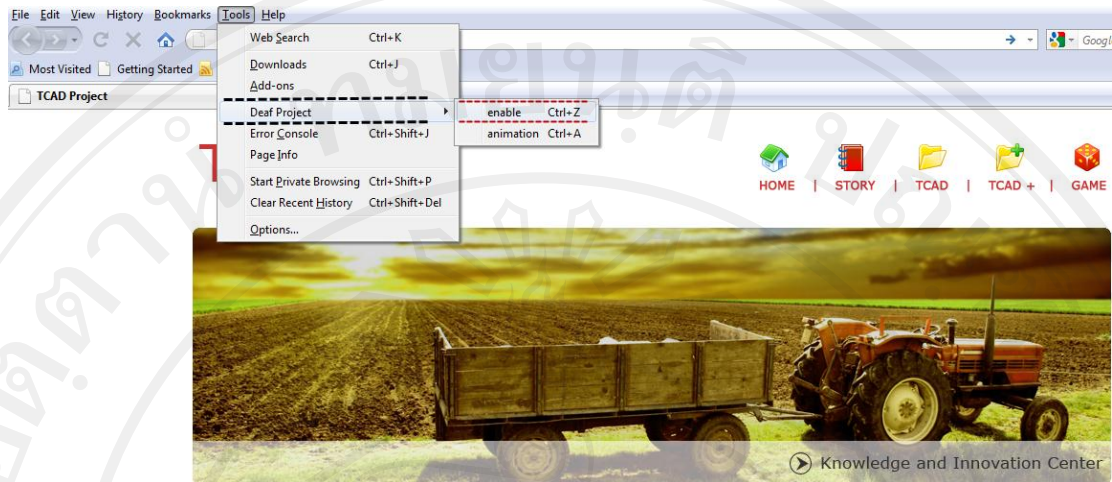 File Edit View History Bookmarks Tools Help
Web Search Ctrl+K
Downloads Ctrl+J
Add-ons
Deaf Project
Error Console Ctrl+Shift+J
Page Info
Start Private Browsing Ctrl+Shift+P
Clear Recent History Ctrl+Shift+Del
Options...
enable Ctrl+Z
animation Ctrl+A
Most Visited Getting Started
TCAD Project
HOME | STORY | TCAD | TCAD + | GAME
Knowledge and Innovation Center